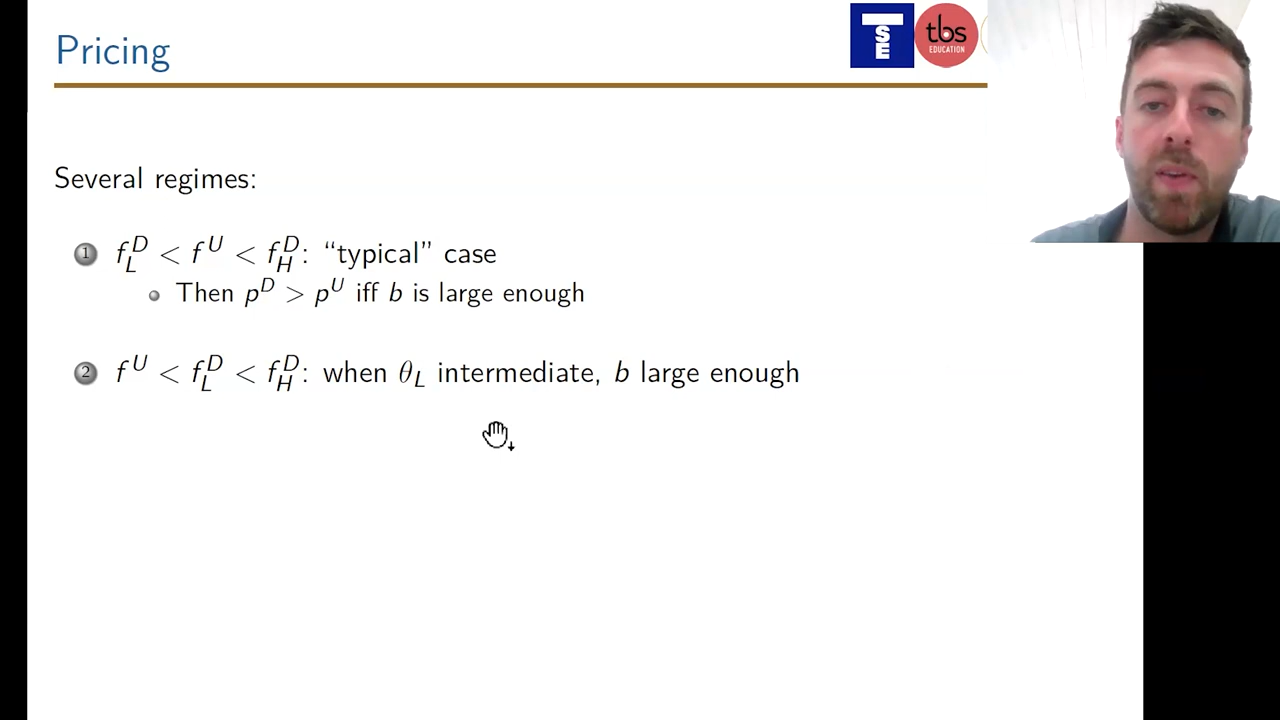 Pricing
TSE
tbs
EDUCATION
Several regimes:
1 f_L^D < f^U < f_H^D: “typical” case
Then p^D > p^U iff b is large enough
2 f^U < f_L^D < f_H^D: when θ_L intermediate, b large enough